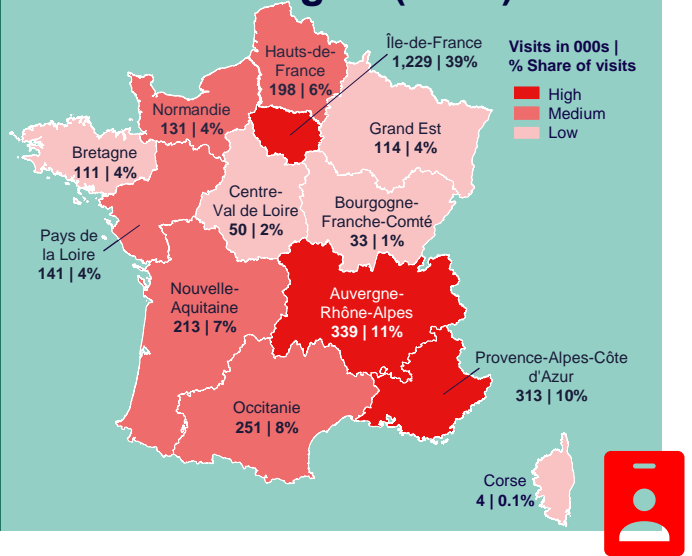 Hauts-de-
France
198 | 6%
Île-de-France
1,229 | 39%
Visits in 000s |
% Share of visits
High
Medium
Low
Normandie
131 | 4%
Grand Est
114 | 4%
Bretagne
111 | 4%
Centre-
Val de Loire
50 | 2%
Bourgogne-
Franche-Comté
33 | 1%
Pays de
la Loire
141 | 4%
Nouvelle-
Aquitaine
213 | 7%
Auvergne-
Rhône-Alpes
339 | 11%
Provence-Alpes-Côte
d'Azur
313 | 10%
Occitanie
251 | 8%
Corse
4 | 0.1%